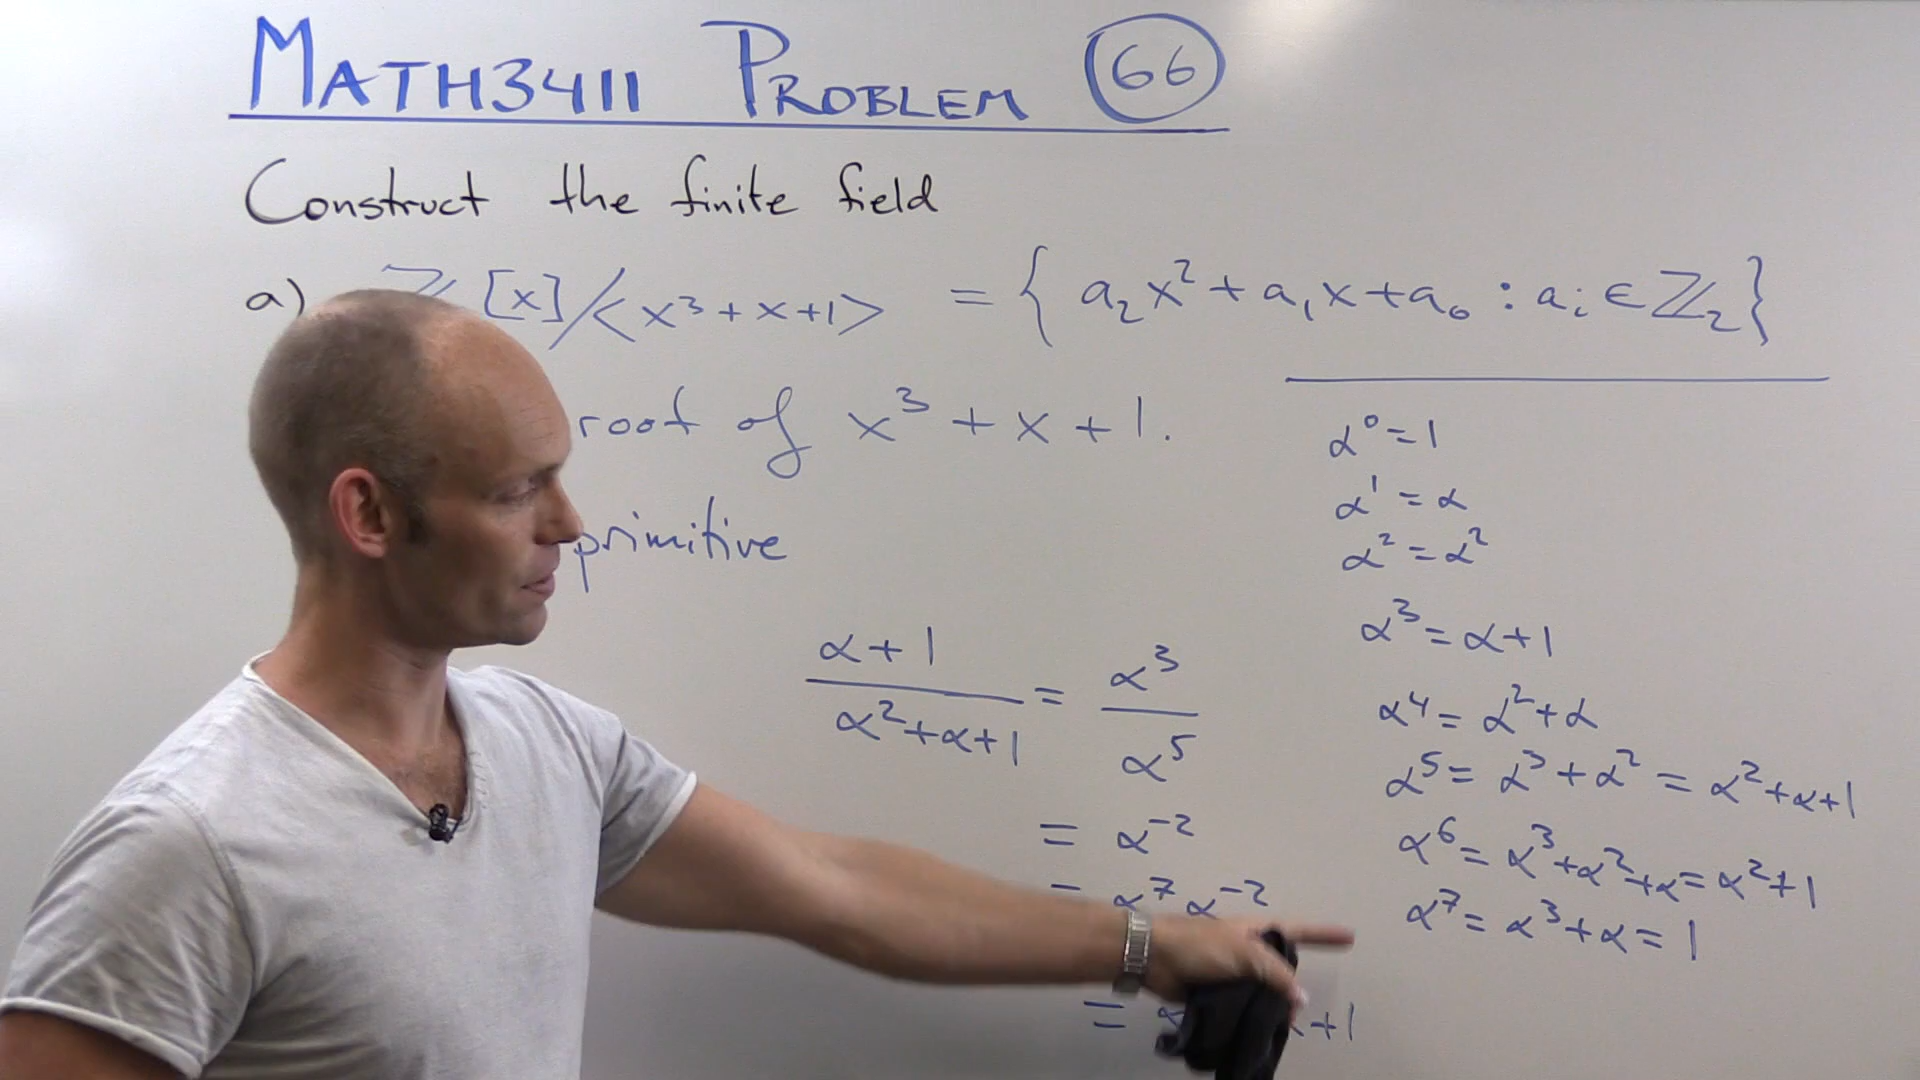 MATH3411 PROBLEM 66
Construct the finite field
a) ℤ [x]/<x³+x+1> = { a₂x²+a₁x+a₀ : aᵢ∈ℤ₂}
root of x³+x+1.
primitive
α+1/α²+α+1 = α³/α⁵
= α⁻²
= α⁷α⁻²
= +1
α⁰=1
α¹=α
α²=α²
α³=α+1
α⁴=α²+α
α⁵=α³+α²=α²+α+1
α⁶=α³+α²+α=α²+1
α⁷=α³+α=1